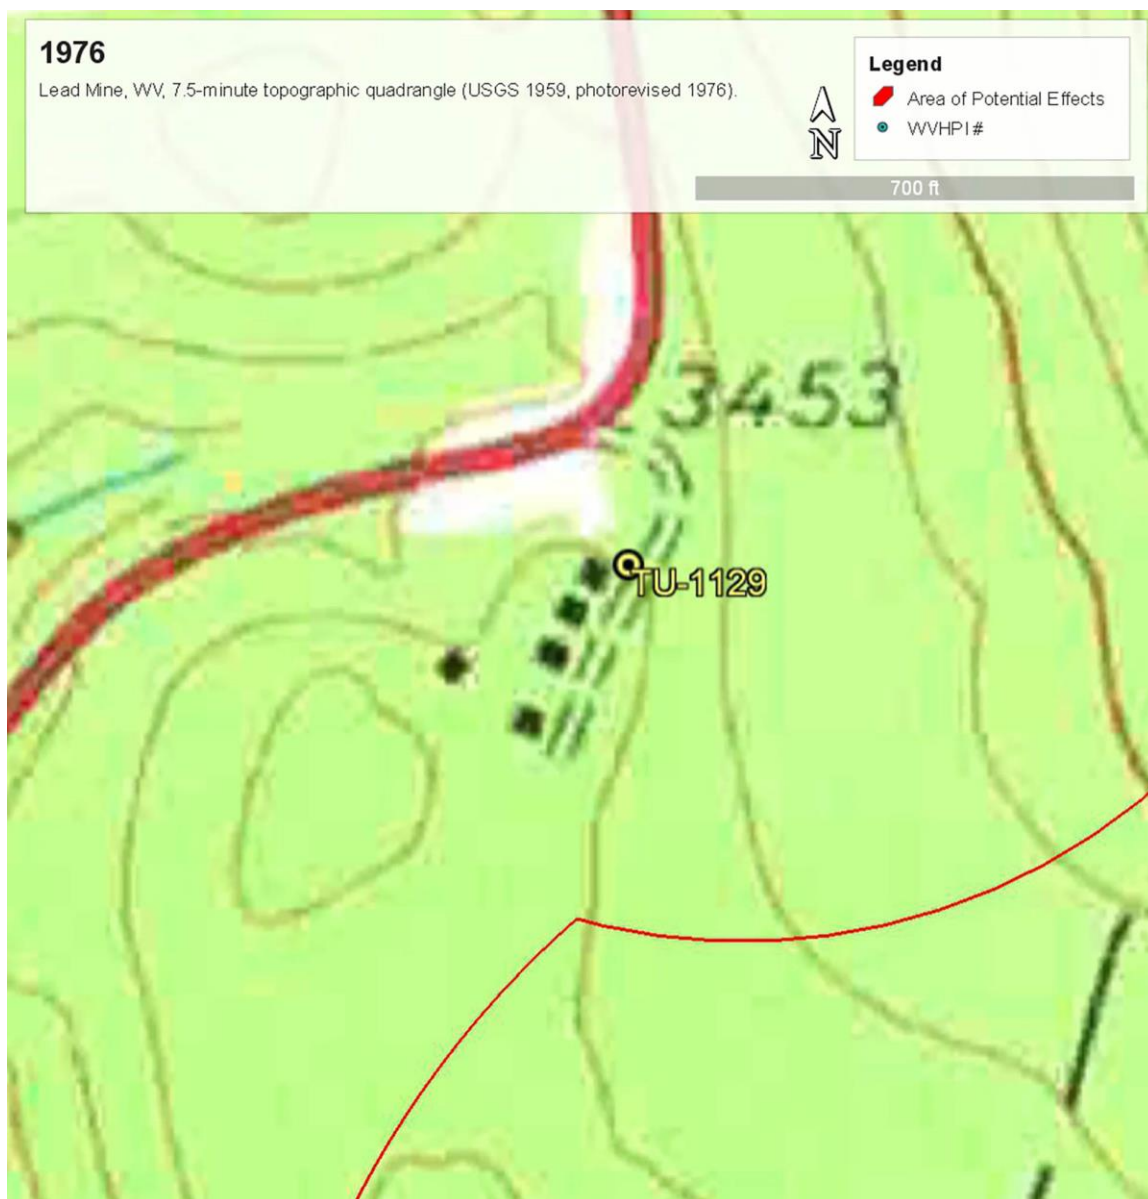 1976
Lead Mine, WV, 7.5-minute topographic quadrangle (USGS 1959, photorevised 1976).
N
Legend
Area of Potential Effects
WVHPI #
700 ft
3453
TU-1129